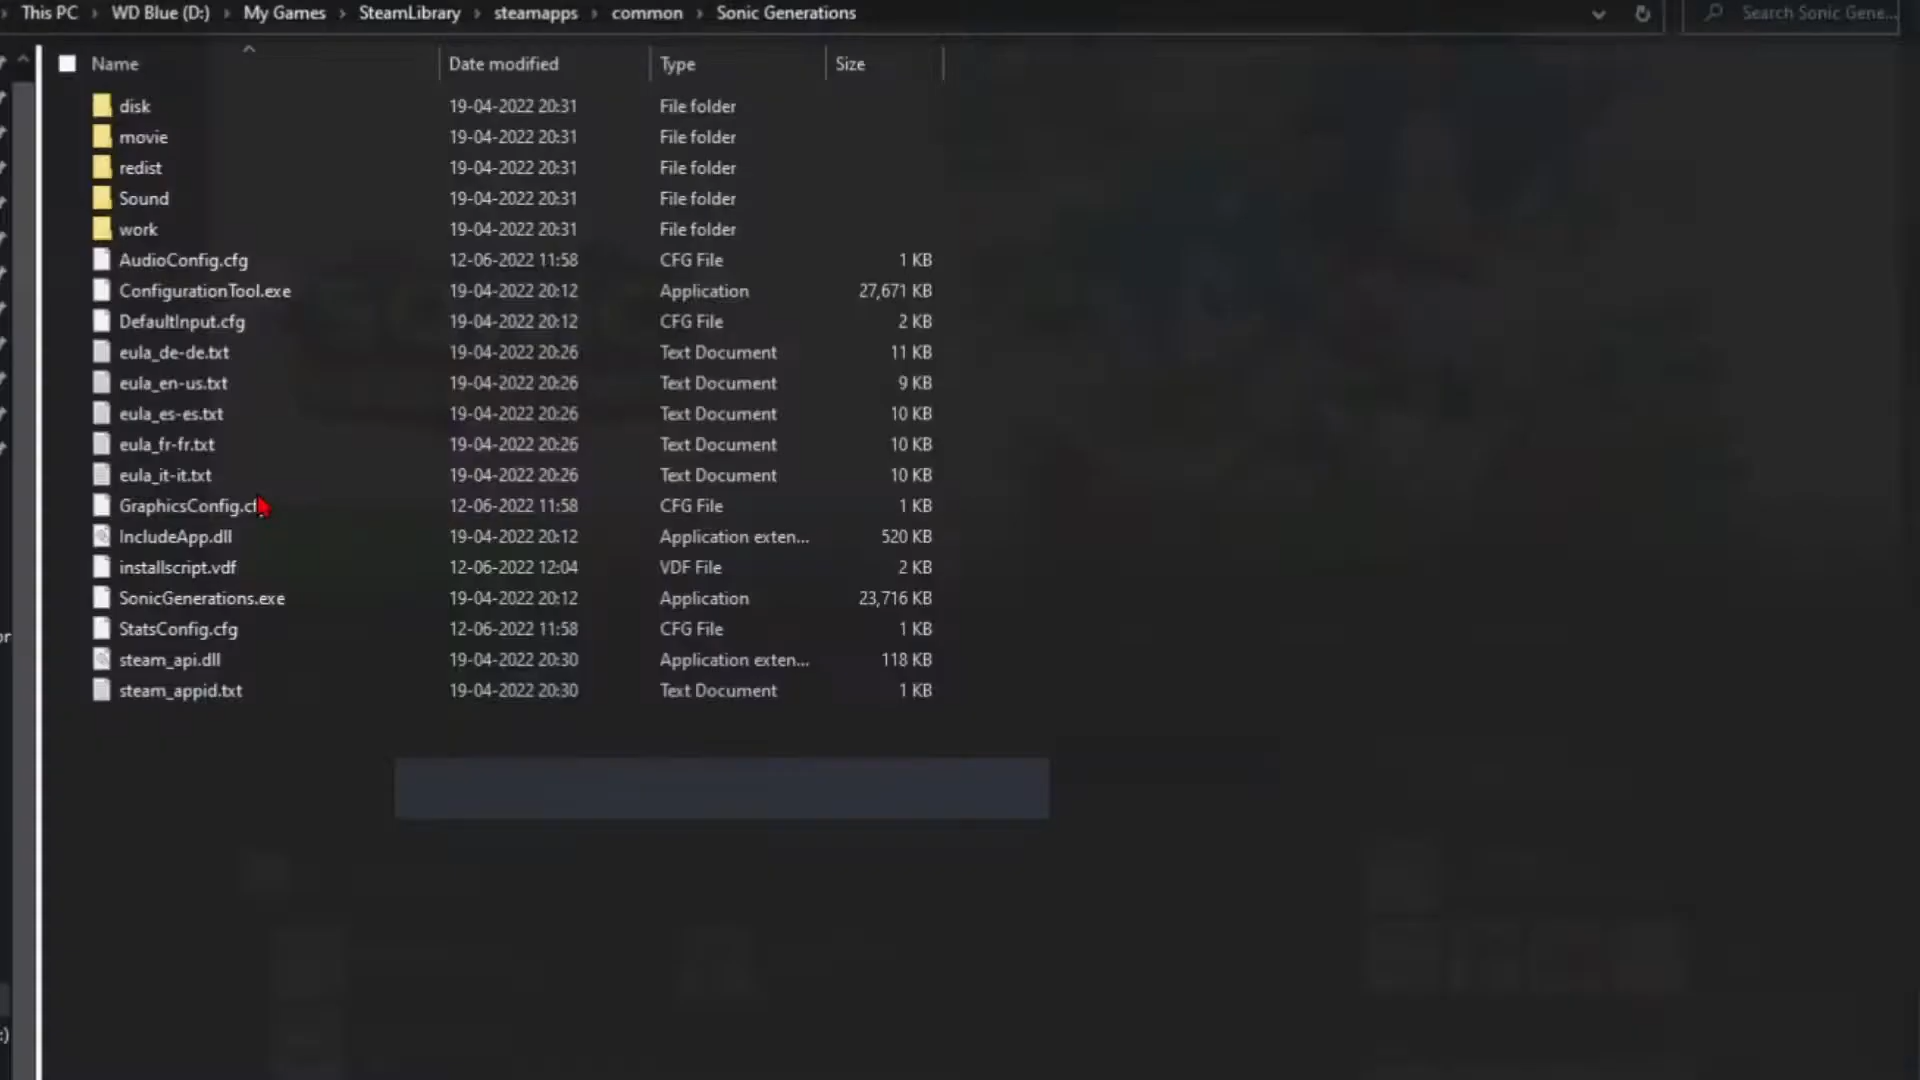 This PC > WD Blue (D:) > My Games > SteamLibrary > steamapps > common > Sonic Generations
Search Sonic Gene...
Name Date modified Type Size
disk 19-04-2022 20:31 File folder
movie 19-04-2022 20:31 File folder
redist 19-04-2022 20:31 File folder
Sound 19-04-2022 20:31 File folder
work 19-04-2022 20:31 File folder
AudioConfig.cfg 12-06-2022 11:58 CFG File 1 KB
ConfigurationTool.exe 19-04-2022 20:12 Application 27,671 KB
DefaultInput.cfg 19-04-2022 20:12 CFG File 2 KB
eula_de-de.txt 19-04-2022 20:26 Text Document 11 KB
eula_en-us.txt 19-04-2022 20:26 Text Document 9 KB
eula_es-es.txt 19-04-2022 20:26 Text Document 10 KB
eula_fr-fr.txt 19-04-2022 20:26 Text Document 10 KB
eula_it-it.txt 19-04-2022 20:26 Text Document 10 KB
GraphicsConfig.cf 12-06-2022 11:58 CFG File 1 KB
IncludeApp.dll 19-04-2022 20:12 Application exten... 520 KB
installscript.vdf 12-06-2022 12:04 VDF File 2 KB
SonicGenerations.exe 19-04-2022 20:12 Application 23,716 KB
StatsConfig.cfg 12-06-2022 11:58 CFG File 1 KB
steam_api.dll 19-04-2022 20:30 Application exten... 118 KB
steam_appid.txt 19-04-2022 20:30 Text Document 1 KB